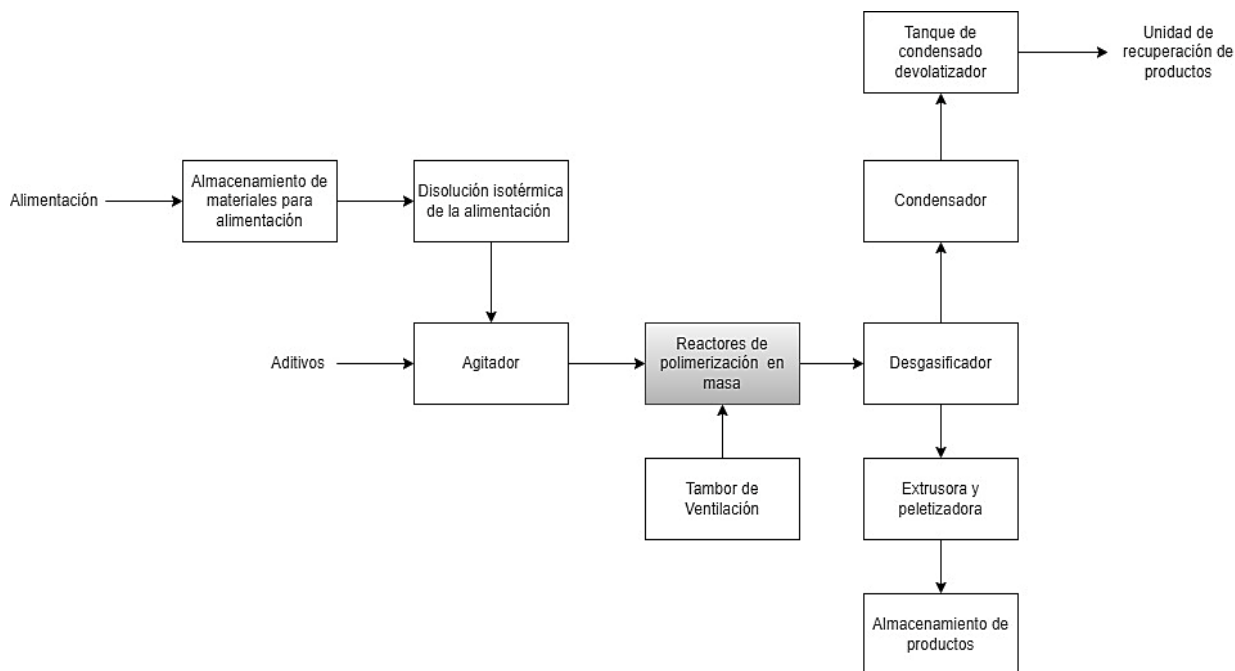 Tanque de
condensado
devolatizador
Unidad de
recuperación de
productos
Alimentación
Almacenamiento de
materiales para
alimentación
Disolución isotérmica
de la alimentación
Condensador
Aditivos
Agitador
Reactores de
polimerización en
masa
Desgasificador
Tambor de
Ventilación
Extrusora y
peletizadora
Almacenamiento de
productos